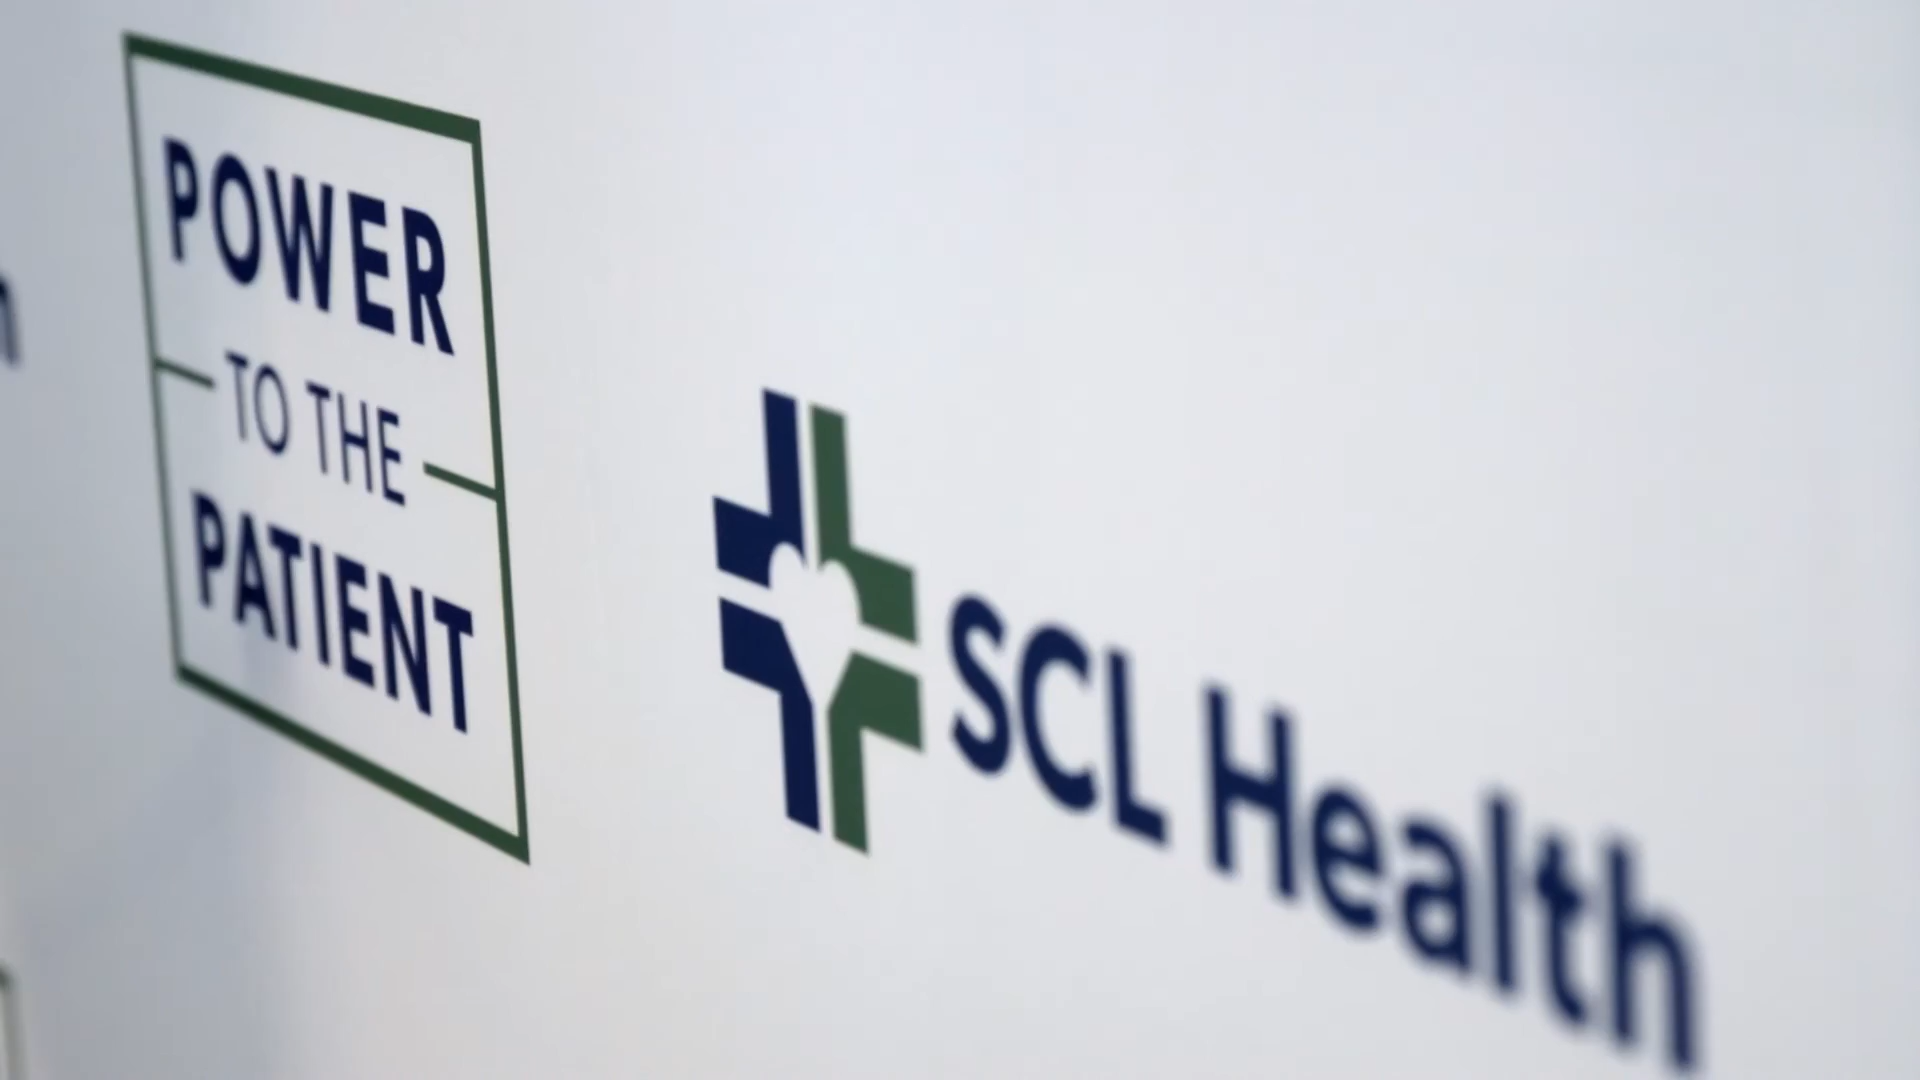 POWER
TO THE
PATIENT
SCL Health